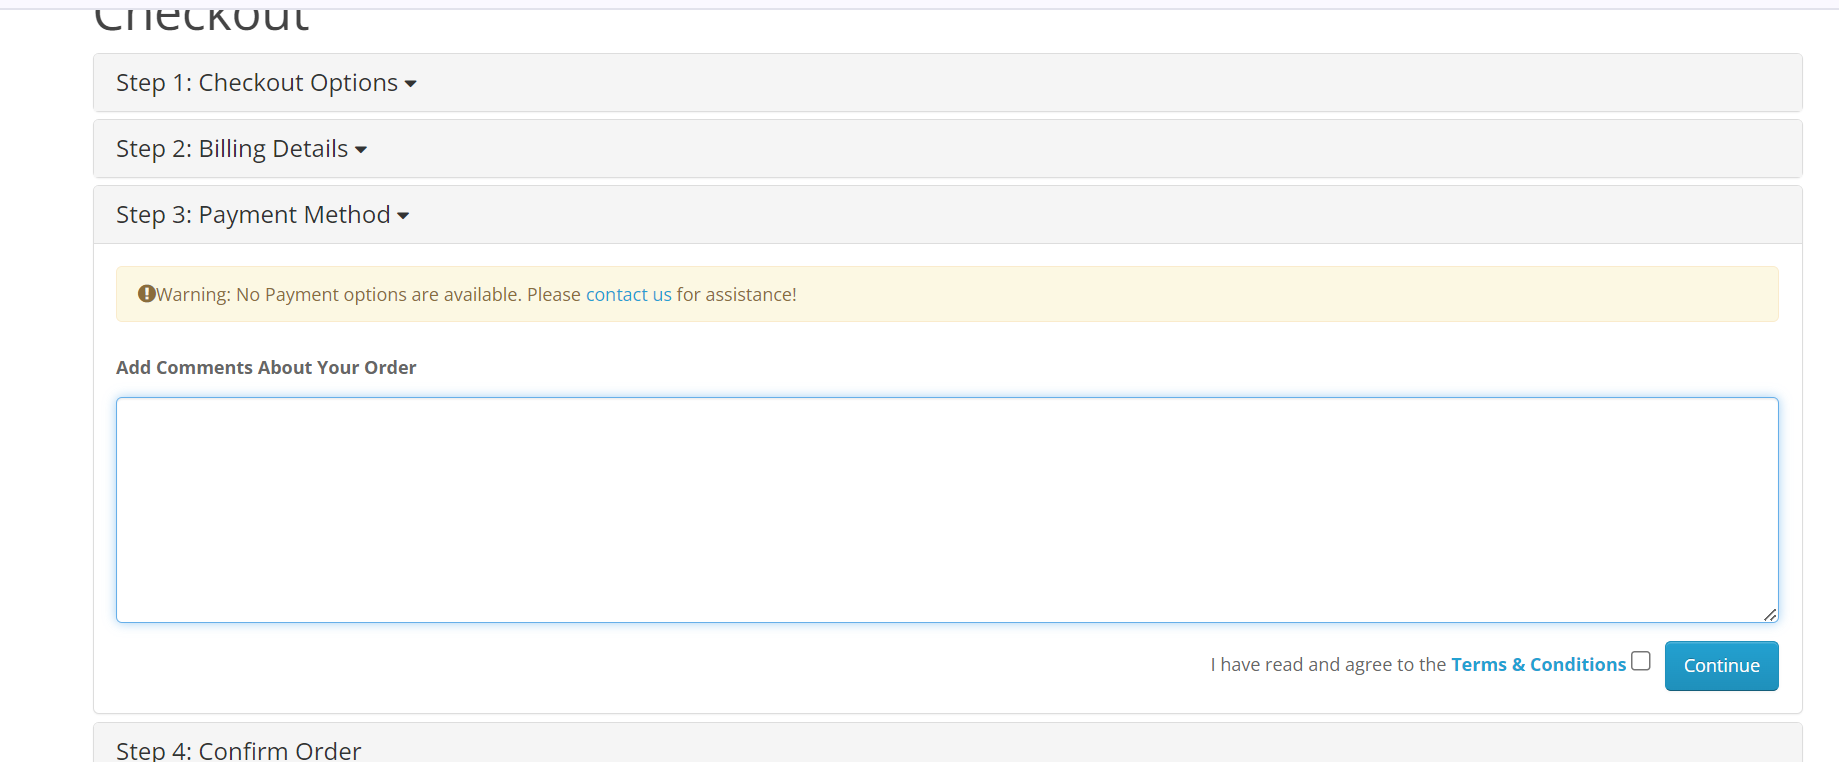 Checkout
Step 1: Checkout Options
Step 2: Billing Details
Step 3: Payment Method
Warning: No Payment options are available. Please contact us for assistance!
Add Comments About Your Order
I have read and agree to the Terms & Conditions
Continue
Step 4: Confirm Order